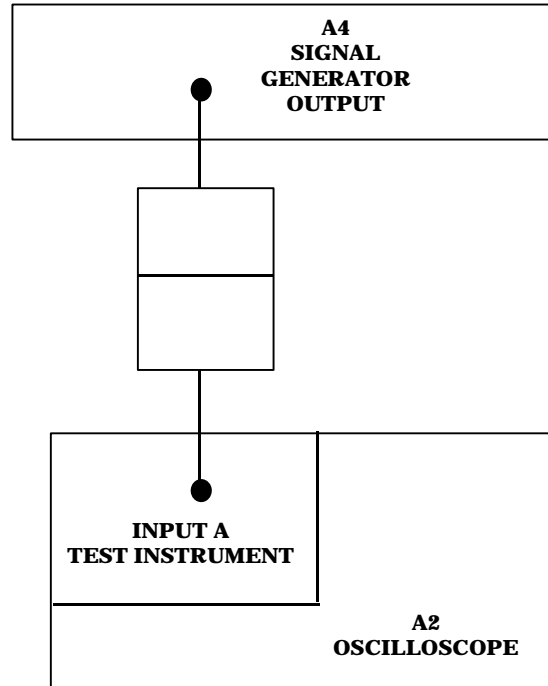 A4
SIGNAL
GENERATOR
OUTPUT
INPUT A
TEST INSTRUMENT
A2
OSCILLOSCOPE